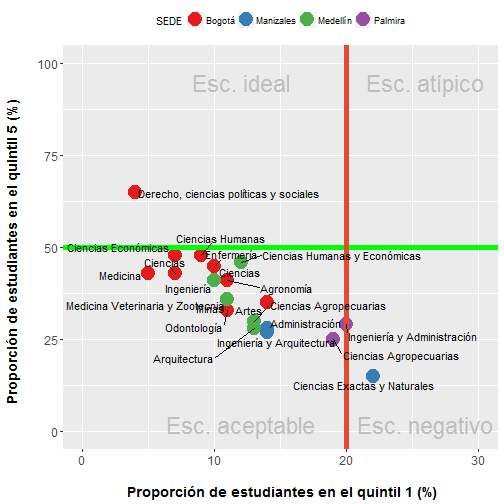 SEDE Bogotá Manizales Medellín Palmira
Proporción de estudiantes en el quintil 5 (%)
100
75
50
25
0
Esc. ideal
Esc. atípico
Derecho, ciencias políticas y sociales
Ciencias Humanas
Ciencias Económicas
Enfermería
Ciencias Humanas y Económicas
Ciencias
Medicina
Ciencias
Ingeniería
Agronomía
Medicina Veterinaria y Zootecnia
Minas
Artes
Ciencias Agropecuarias
Odontología
Administración
Ingeniería y Administración
Ingeniería y Arquitectura
Arquitectura
Ciencias Agropecuarias
Ciencias Exactas y Naturales
Esc. aceptable
Esc. negativo
0 10 20 30
Proporción de estudiantes en el quintil 1 (%)